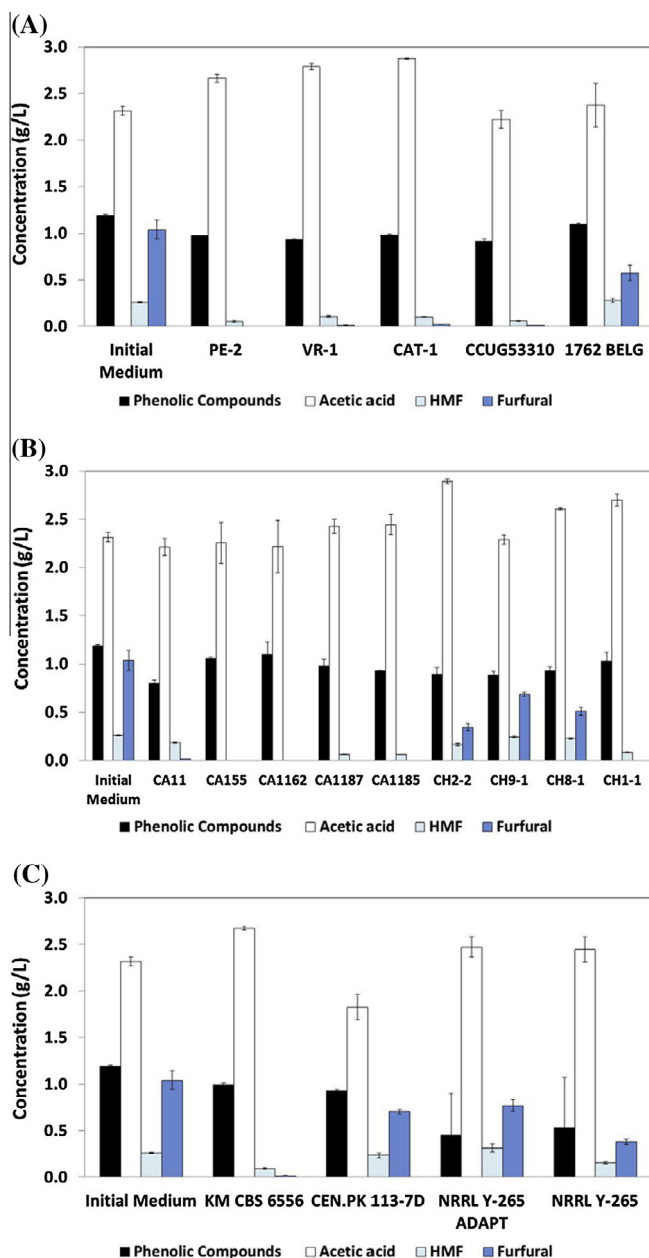 (A)
Concentration (g/L)
3.0
2.5
2.0
1.5
1.0
0.5
0.0
Initial Medium PE-2 VR-1 CAT-1 CCUG53310 1762 BELG
Phenolic Compounds Acetic acid HMF Furfural
(B)
Concentration (g/L)
3.0
2.5
2.0
1.5
1.0
0.5
0.0
Initial Medium CA11 CA155 CA1162 CA1187 CA1185 CH2-2 CH9-1 CH8-1 CH1-1
Phenolic Compounds Acetic acid HMF Furfural
(C)
Concentration (g/L)
3.0
2.5
2.0
1.5
1.0
0.5
0.0
Initial Medium KM CBS 6556 CEN.PK 113-7D NRRL Y-265 ADAPT NRRL Y-265
Phenolic Compounds Acetic acid HMF Furfural